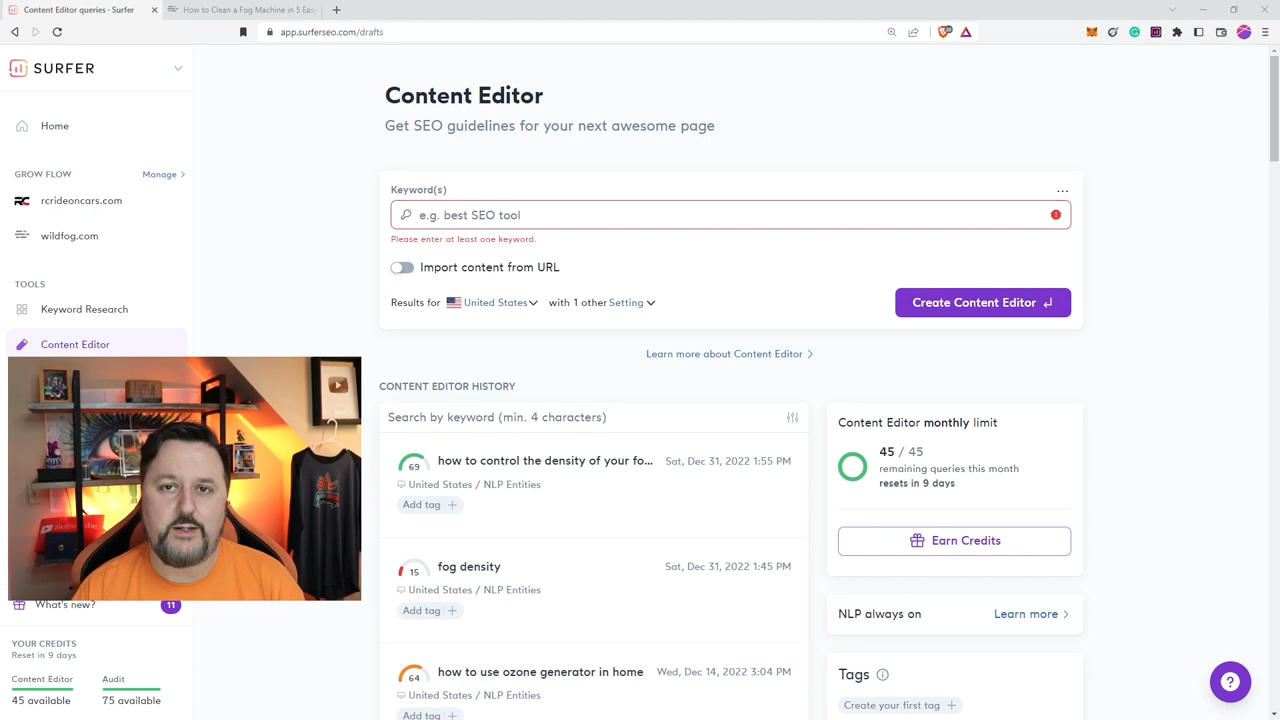 Content Editor queries - Surfer
How to Clean a Fog Machine in 5 Easy
app.surferseo.com/drafts
SURFER
Home
GROW FLOW
Manage
rcrideoncars.com
wildfog.com
TOOLS
Keyword Research
Content Editor
What's new?
11
YOUR CREDITS
Reset in 9 days
Content Editor
Audit
45 available
75 available
Content Editor
Get SEO guidelines for your next awesome page
Keyword(s)
...
e.g. best SEO tool
Please enter at least one keyword.
Import content from URL
Results for United States with 1 other Setting
Create Content Editor
Learn more about Content Editor
CONTENT EDITOR HISTORY
Search by keyword (min. 4 characters)
69
how to control the density of your fo...
Sat, Dec 31, 2022 1:55 PM
United States / NLP Entities
Add tag +
15
fog density
Sat, Dec 31, 2022 1:45 PM
United States / NLP Entities
Add tag +
64
how to use ozone generator in home
Wed, Dec 14, 2022 3:04 PM
United States / NLP Entities
Add tag +
Content Editor monthly limit
45 / 45
remaining queries this month
resets in 9 days
Earn Credits
NLP always on
Learn more
Tags
Create your first tag +
?